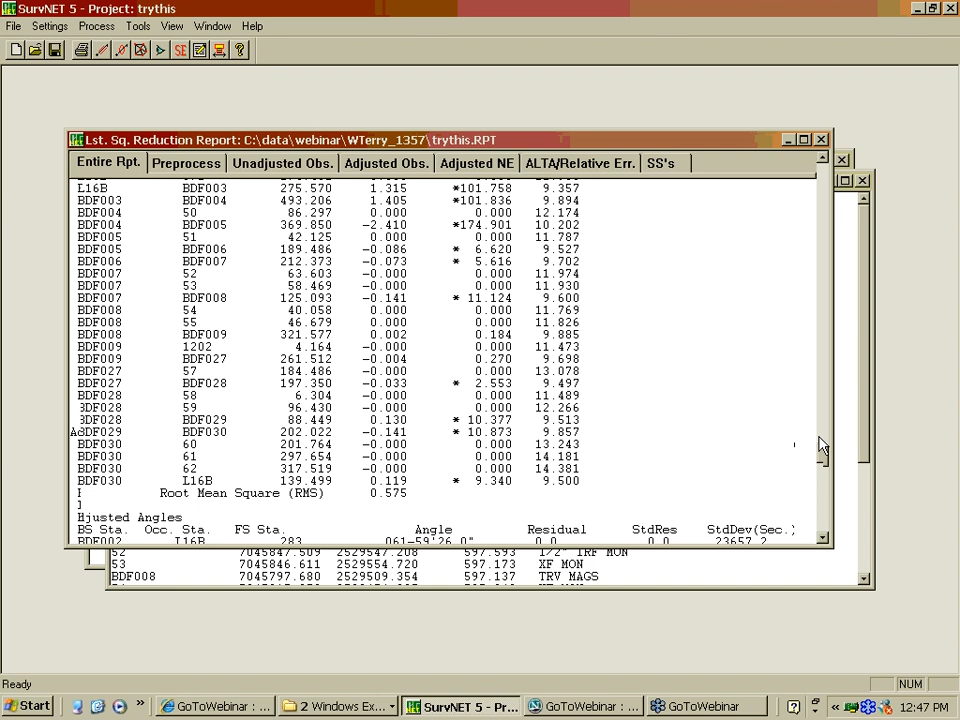 SurvNET 5 - Project: trythis
File Settings Process Tools View Window Help
SE
Lst. Sq. Reduction Report: C:\data\webinar\WTerry_1357\trythis.RPT
Entire Rpt. Preprocess Unadjusted Obs. Adjusted Obs. Adjusted NE ALTA/Relative Err. SS's
L16B BDF003 275.570 1.315 *101.758 9.357
BDF003 BDF004 493.206 1.405 *101.836 9.894
BDF004 50 86.297 0.000 0.000 12.174
BDF004 BDF005 369.850 -2.410 *174.901 10.202
BDF005 51 42.125 0.000 0.000 11.787
BDF005 BDF006 189.486 -0.086 * 6.620 9.527
BDF006 BDF007 212.373 -0.073 * 5.616 9.702
BDF007 52 63.603 -0.000 0.000 11.974
BDF007 53 58.469 -0.000 0.000 11.930
BDF007 BDF008 125.093 -0.141 * 11.124 9.600
BDF008 54 40.058 0.000 0.000 11.769
BDF008 55 46.679 0.000 0.000 11.826
BDF008 BDF009 321.577 0.002 0.184 9.885
BDF009 1202 4.164 -0.000 0.000 11.473
BDF009 BDF027 261.512 -0.004 0.270 9.698
BDF027 57 184.486 -0.000 0.000 13.078
BDF027 BDF028 197.350 -0.033 * 2.553 9.497
BDF028 58 6.304 -0.000 0.000 11.489
BDF028 59 96.430 -0.000 0.000 12.266
BDF028 BDF029 88.449 0.130 * 10.377 9.513
BDF029 BDF030 202.022 -0.141 * 10.873 9.857
BDF030 60 201.764 -0.000 0.000 13.243
BDF030 61 297.654 -0.000 0.000 14.181
BDF030 62 317.519 -0.000 0.000 14.381
BDF030 L16B 139.499 0.119 * 9.340 9.500
Root Mean Square (RMS) 0.575
justed Angles
BS Sta. Occ. Sta. FS Sta. Angle Residual StdRes StdDev(Sec.)
BDF002 L16B 283 061-59'26.0" 0.0 0.0 23657.2
52 7045847.509 2529547.208 597.593 1/2" IRF MON
53 7045846.611 2529554.720 597.173 XF MON
BDF008 7045797.680 2529509.354 597.137 TRV MAGS
Ready NUM
Start » GoToWebinar : ... 2 Windows Ex... SurvNET 5 - Pr... GoToWebinar : ... GoToWebinar « 12:47 PM